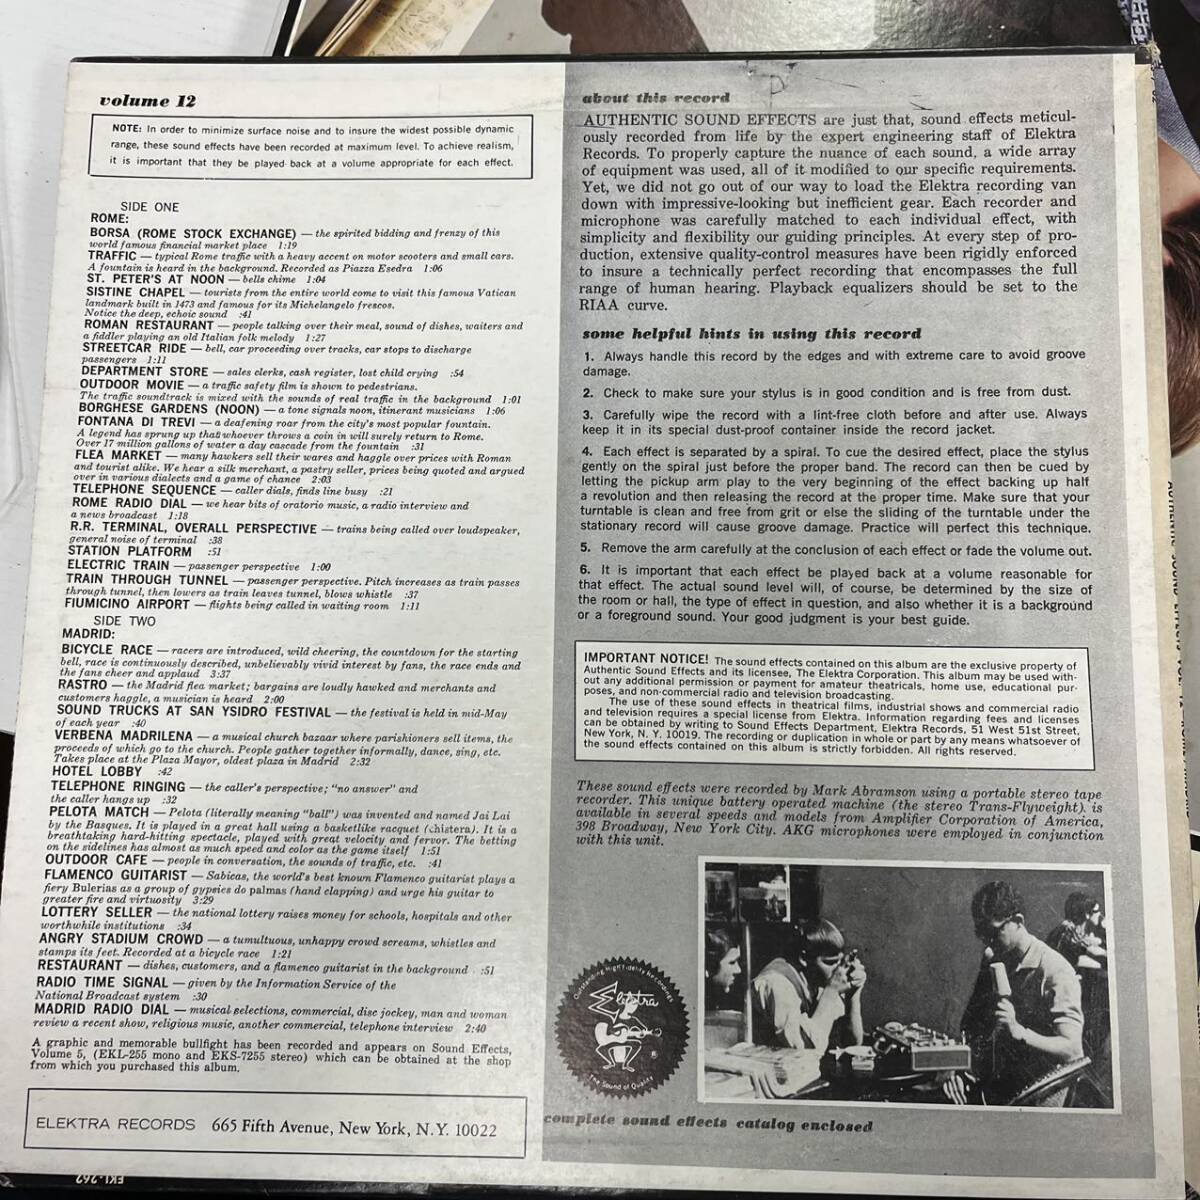 volume 12
NOTE: In order to minimize surface noise and to insure the widest possible dynamic
range, these sound effects have been recorded at maximum level. To achieve realism,
it is important that they be played back at a volume appropriate for each effect.
SIDE ONE
ROME:
BORSA (ROME STOCK EXCHANGE) — the spirited bidding and frenzy of this
world famous financial market place 1:19
TRAFFIC — typical Rome traffic with a heavy accent on motor scooters and small cars.
A fountain is heard in the background. Recorded as Piazza Esedra 1:06
ST. PETER'S AT NOON — bells chime 1:04
SISTINE CHAPEL — tourists from the entire world come to visit this famous Vatican
landmark built in 1473 and famous for its Michelangelo frescos.
Notice the deep, echoic sound :41
ROMAN RESTAURANT — people talking over their meal, sound of dishes, waiters and
a fiddler playing an old Italian folk melody 1:27
STREETCAR RIDE — bell, car proceeding over tracks, car stops to discharge
passengers 1:11
DEPARTMENT STORE — sales clerks, cash register, lost child crying :54
OUTDOOR MOVIE — a traffic safety film is shown to pedestrians.
The traffic soundtrack is mixed with the sounds of real traffic in the background 1:01
BORGHESE GARDENS (NOON) — a tone signals noon, itinerant musicians 1:06
FONTANA DI TREVI — a deafening roar from the city's most popular fountain.
A legend has sprung up that whoever throws a coin in will surely return to Rome.
Over 17 million gallons of water a day cascade from the fountain :31
FLEA MARKET — many hawkers sell their wares and haggle over prices with Roman
and tourist alike. We hear a silk merchant, a pastry seller, prices being quoted and argued
over in various dialects and a game of chance 2:03
TELEPHONE SEQUENCE — caller dials, finds line busy :21
ROME RADIO DIAL — we hear bits of oratorio music, a radio interview and
a news broadcast 1:18
R.R. TERMINAL, OVERALL PERSPECTIVE — trains being called over loudspeaker,
general noise of terminal :38
STATION PLATFORM :51
ELECTRIC TRAIN — passenger perspective 1:00
TRAIN THROUGH TUNNEL — passenger perspective. Pitch increases as train passes
through tunnel, then lowers as train leaves tunnel, blows whistle :37
FIUMICINO AIRPORT — flights being called in waiting room 1:11
SIDE TWO
MADRID:
BICYCLE RACE — racers are introduced, wild cheering, the countdown for the starting
bell, race is continuously described, unbelievably vivid interest by fans, the race ends and
the fans cheer and applaud 3:37
RASTRO — the Madrid flea market; bargains are loudly hawked and merchants and
customers haggle, a musician is heard 2:00
SOUND TRUCKS AT SAN YSIDRO FESTIVAL — the festival is held in mid-May
of each year :40
VERBENA MADRILENA — a musical church bazaar where parishioners sell items, the
proceeds of which go to the church. People gather together informally, dance, sing, etc.
Takes place at the Plaza Mayor, oldest plaza in Madrid 2:32
HOTEL LOBBY :42
TELEPHONE RINGING — the caller's perspective; "no answer" and
the caller hangs up :32
PELOTA MATCH — Pelota (literally meaning "ball") was invented and named Jai Lai
by the Basques. It is played in a great hall using a basketlike racquet (chistera). It is a
breathtaking hard-hitting spectacle, played with great velocity and fervor. The betting
on the sidelines has almost as much speed and color as the game itself 1:51
OUTDOOR CAFE — people in conversation, the sounds of traffic, etc. :41
FLAMENCO GUITARIST — Sabicas, the world's best known Flamenco guitarist plays a
fiery Bulerias as a group of gypsies do palmas (hand clapping) and urge his guitar to
greater fire and virtuosity 3:29
LOTTERY SELLER — the national lottery raises money for schools, hospitals and other
worthwhile institutions :34
ANGRY STADIUM CROWD — a tumultuous, unhappy crowd screams, whistles and
stamps its feet. Recorded at a bicycle race 1:21
RESTAURANT — dishes, customers, and a flamenco guitarist in the background :51
RADIO TIME SIGNAL — given by the Information Service of the
National Broadcast system :30
MADRID RADIO DIAL — musical selections, commercial, disc jockey, man and woman
review a recent show, religious music, another commercial, telephone interview 2:40
A graphic and memorable bullfight has been recorded and appears on Sound Effects,
Volume 5, (EKL-255 mono and EKS-7255 stereo) which can be obtained at the shop
from which you purchased this album.
ELEKTRA RECORDS 665 Fifth Avenue, New York, N.Y. 10022
about this record
AUTHENTIC SOUND EFFECTS are just that, sound effects meticul-
ously recorded from life by the expert engineering staff of Elektra
Records. To properly capture the nuance of each sound, a wide array
of equipment was used, all of it modified to our specific requirements.
Yet, we did not go out of our way to load the Elektra recording van
down with impressive-looking but inefficient gear. Each recorder and
microphone was carefully matched to each individual effect, with
simplicity and flexibility our guiding principles. At every step of pro-
duction, extensive quality-control measures have been rigidly enforced
to insure a technically perfect recording that encompasses the full
range of human hearing. Playback equalizers should be set to the
RIAA curve.
some helpful hints in using this record
1. Always handle this record by the edges and with extreme care to avoid groove
damage.
2. Check to make sure your stylus is in good condition and is free from dust.
3. Carefully wipe the record with a lint-free cloth before and after use. Always
keep it in its special dust-proof container inside the record jacket.
4. Each effect is separated by a spiral. To cue the desired effect, place the stylus
gently on the spiral just before the proper band. The record can then be cued by
letting the pickup arm play to the very beginning of the effect backing up half
a revolution and then releasing the record at the proper time. Make sure that your
turntable is clean and free from grit or else the sliding of the turntable under the
stationary record will cause groove damage. Practice will perfect this technique.
5. Remove the arm carefully at the conclusion of each effect or fade the volume out.
6. It is important that each effect be played back at a volume reasonable for
that effect. The actual sound level will, of course, be determined by the size of
the room or hall, the type of effect in question, and also whether it is a background
or a foreground sound. Your good judgment is your best guide.
IMPORTANT NOTICE! The sound effects contained on this album are the exclusive property of
Authentic Sound Effects and its licensee, The Elektra Corporation. This album may be used with-
out any additional permission or payment for amateur theatricals, home use, educational pur-
poses, and non-commercial radio and television broadcasting.
The use of these sound effects in theatrical films, industrial shows and commercial radio
and television requires a special license from Elektra. Information regarding fees and licenses
can be obtained by writing to Sound Effects Department, Elektra Records, 51 West 51st Street,
New York, N. Y. 10019. The recording or duplication in whole or part by any means whatsoever of
the sound effects contained on this album is strictly forbidden. All rights reserved.
These sound effects were recorded by Mark Abramson using a portable stereo tape
recorder. This unique battery operated machine (the stereo Trans-Flyweight) is
available in several speeds and models from Amplifier Corporation of America,
398 Broadway, New York City. AKG microphones were employed in conjunction
with this unit.
Outstanding High Fidelity Recordings
Elektra
The Sound of Quality
complete sound effects catalog enclosed
EKL-262